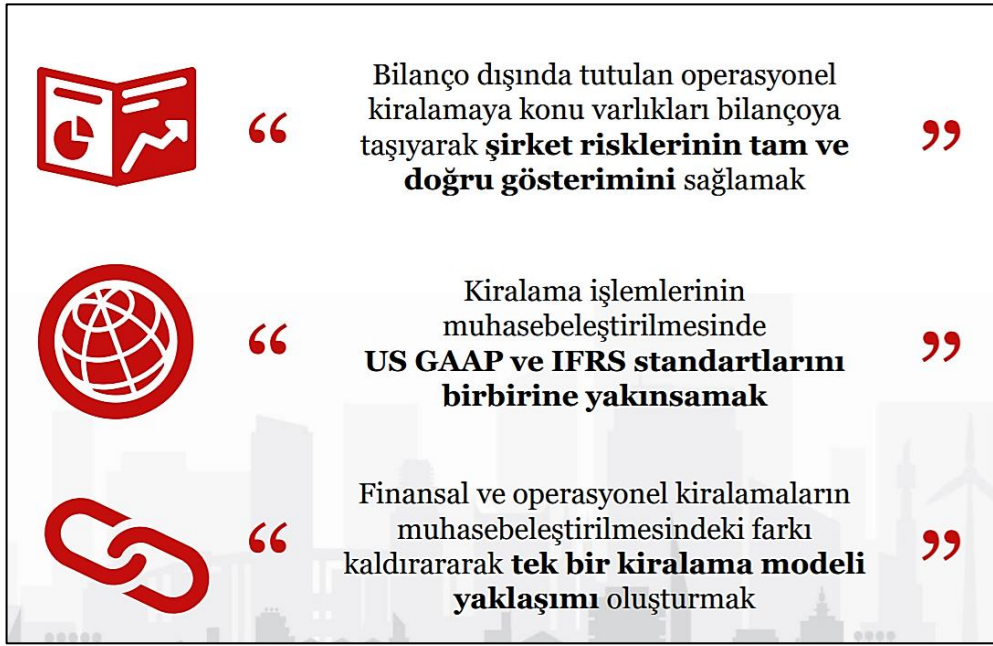 “ Bilanço dışında tutulan operasyonel
kiralamaya konu varlıkları bilançoya
taşıyarak şirket risklerinin tam ve
doğru gösterimini sağlamak ”
“ Kiralama işlemlerinin
muhasebeleştirilmesinde
US GAAP ve IFRS standartlarını
birbirine yakınsamak ”
“ Finansal ve operasyonel kiralamaların
muhasebeleştirilmesindeki farkı
kaldırararak tek bir kiralama modeli
yaklaşımı oluşturmak ”